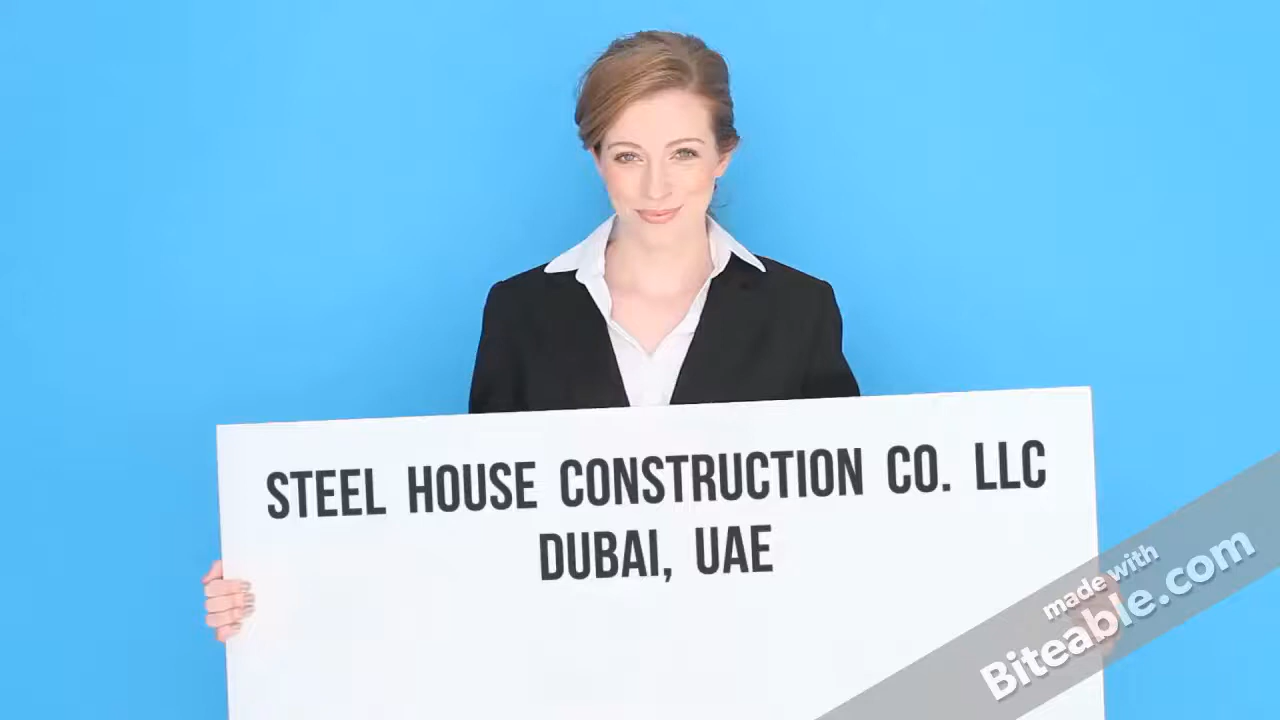 STEEL HOUSE CONSTRUCTION CO. LLC
DUBAI, UAE
made with
Biteable.com